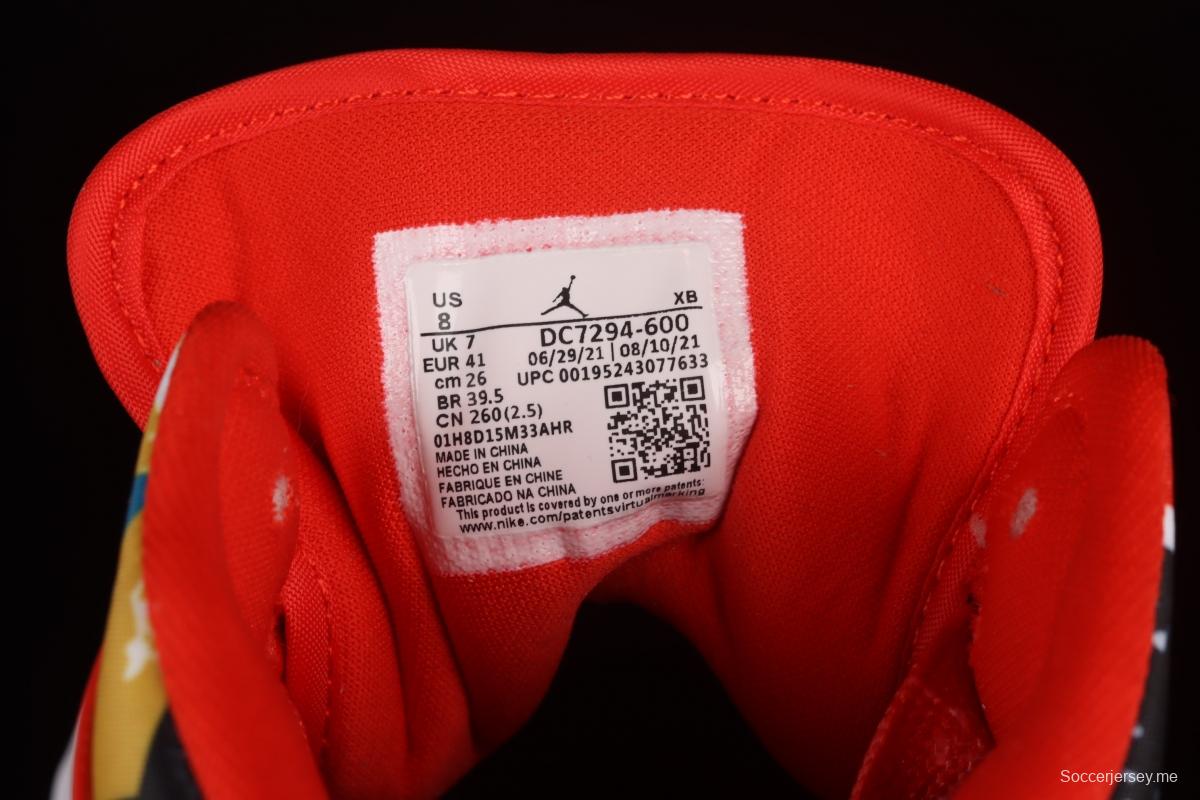 US
8
XB
UK 7
EUR 41
cm 26
BR 39.5
CN 260(2.5)
DC7294-600
06/29/21 | 08/10/21
UPC 00195243077633
01H8D15M33AHR
MADE IN CHINA
HECHO EN CHINA
FABRIQUE EN CHINE
FABRICADO NA CHINA
This product is covered by one or more patents:
www.nike.com/patentsvirtualmarking
Soccerjersey.me